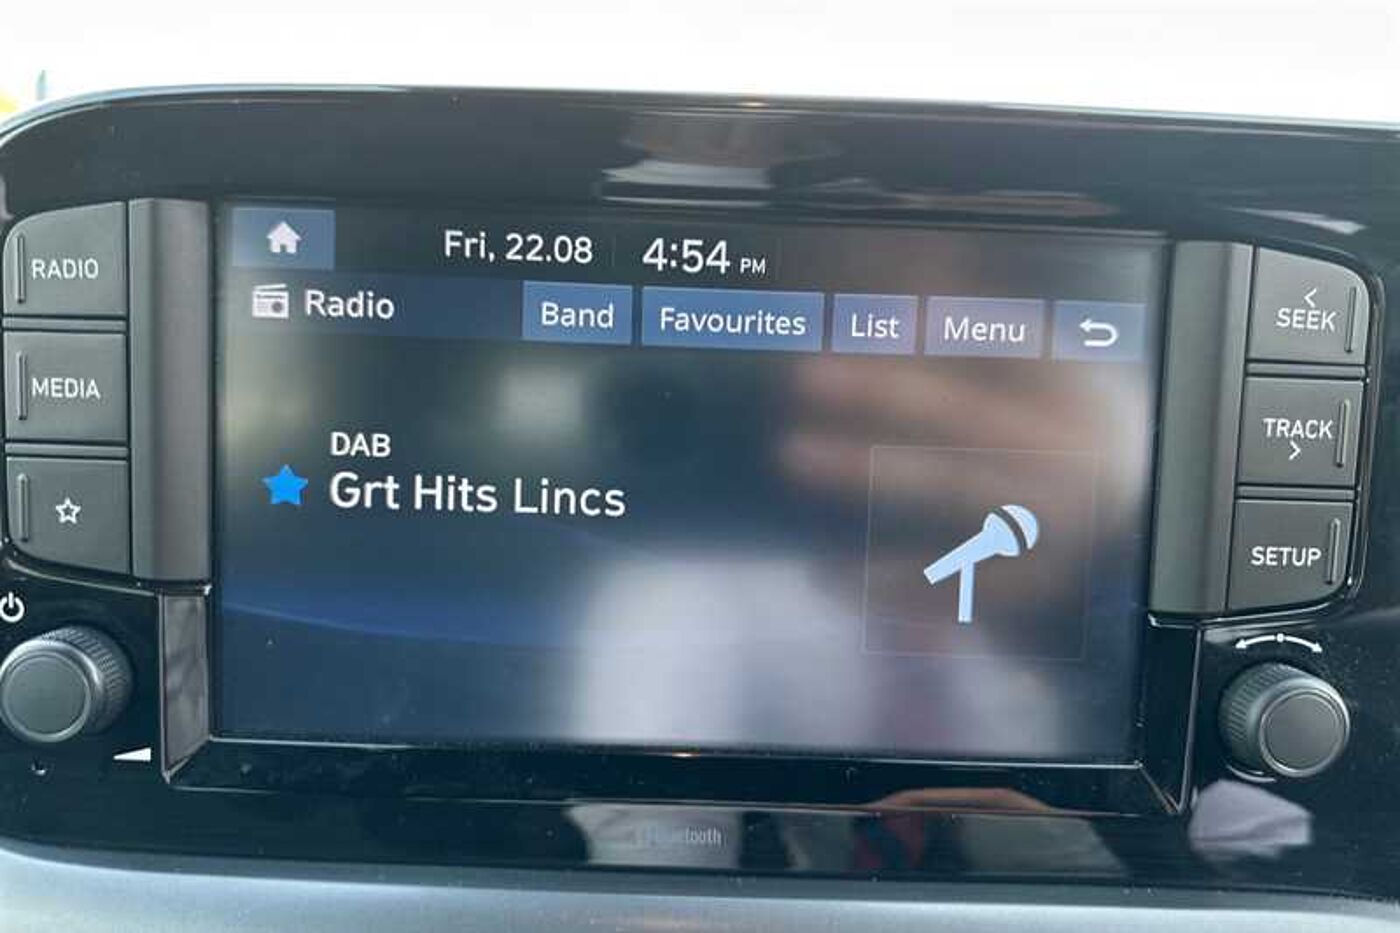 Fri, 22.08 4:54 PM
RADIO
Radio Band Favourites List Menu
< SEEK
MEDIA
DAB
TRACK >
Grt Hits Lincs
SETUP
Bluetooth